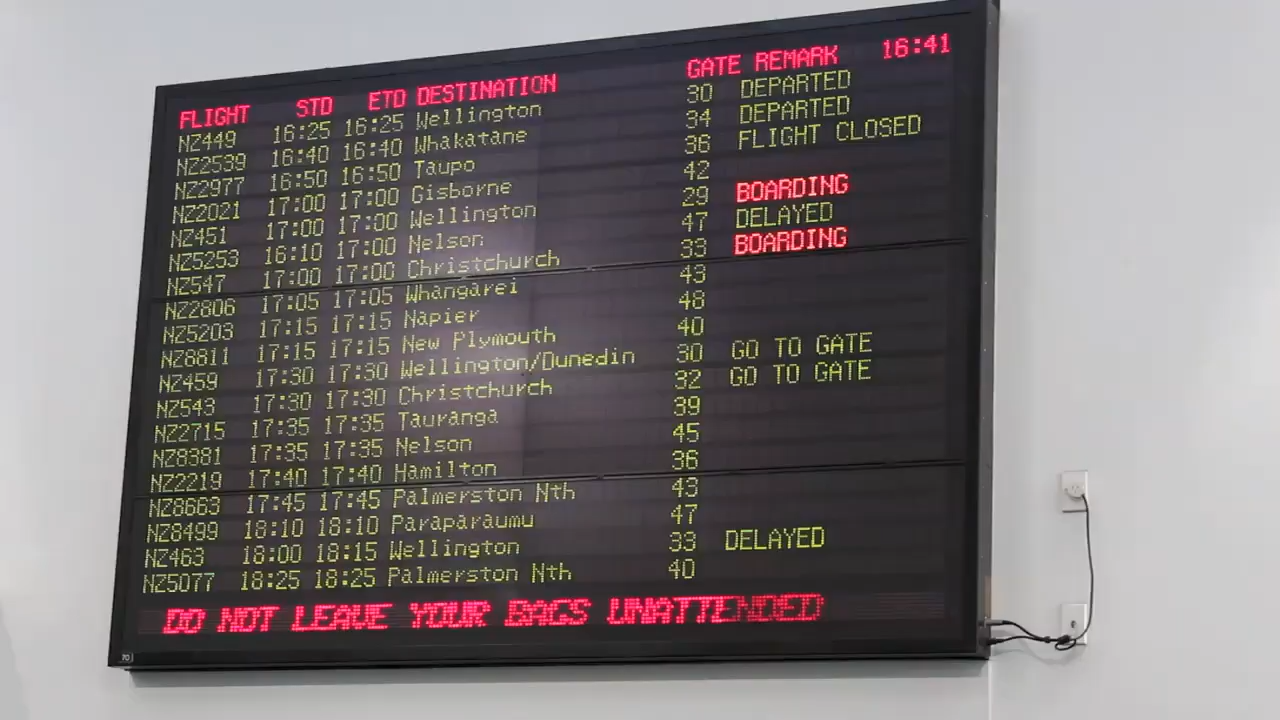 FLIGHT STD ETD DESTINATION GATE REMARK 16:41
NZ449 16:25 16:25 Wellington 30 DEPARTED
NZ2539 16:40 16:40 Whakatane 34 DEPARTED
NZ2977 16:50 16:50 Taupo 36 FLIGHT CLOSED
NZ2021 17:00 17:00 Gisborne 42
NZ451 17:00 17:00 Wellington 29 BOARDING
NZ5253 16:10 17:00 Nelson 47 DELAYED
NZ547 17:00 17:00 Christchurch 33 BOARDING
NZ2806 17:05 17:05 Whangarei 43
NZ5203 17:15 17:15 Napier 48
NZ8811 17:15 17:15 New Plymouth 40
NZ459 17:30 17:30 Wellington/Dunedin 30 GO TO GATE
NZ543 17:30 17:30 Christchurch 32 GO TO GATE
NZ2715 17:35 17:35 Tauranga 39
NZ8381 17:35 17:35 Nelson 45
NZ2219 17:40 17:40 Hamilton 36
NZ8663 17:45 17:45 Palmerston Nth 43
NZ8499 18:10 18:10 Paraparaumu 47
NZ463 18:00 18:15 Wellington 33 DELAYED
NZ5077 18:25 18:25 Palmerston Nth 40
DO NOT LEAVE YOUR BAGS UNATTENDED
70